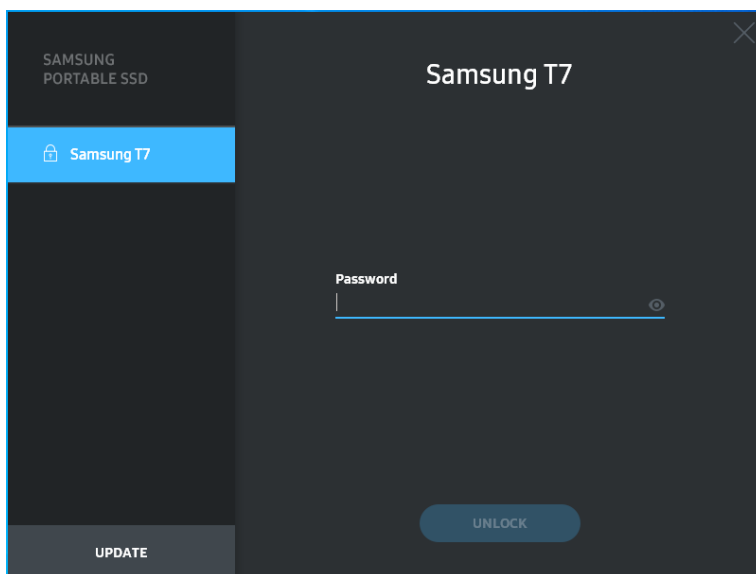 SAMSUNG
PORTABLE SSD
Samsung T7
UPDATE
Samsung T7
Password
UNLOCK